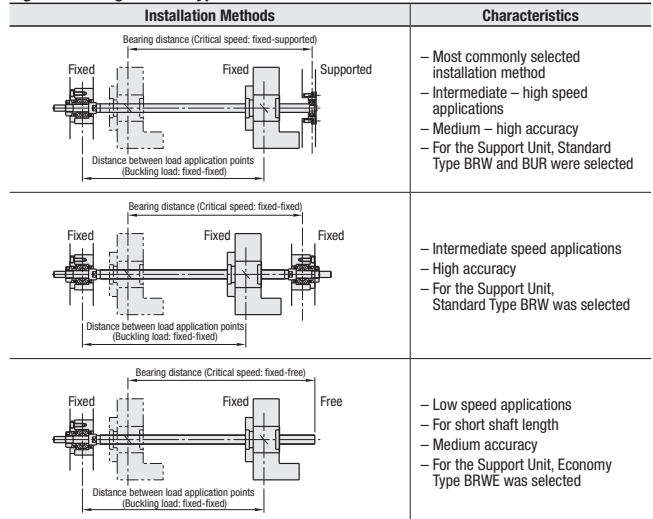 Installation Methods
Characteristics
Bearing distance (Critical speed: fixed-supported)
Fixed
Fixed
Supported
Distance between load application points
(Buckling load: fixed-fixed)
– Most commonly selected
installation method
– Intermediate – high speed
applications
– Medium – high accuracy
– For the Support Unit, Standard
Type BRW and BUR were selected
Bearing distance (Critical speed: fixed-fixed)
Fixed
Fixed
Fixed
Distance between load application points
(Buckling load: fixed-fixed)
– Intermediate speed applications
– High accuracy
– For the Support Unit,
Standard Type BRW was selected
Bearing distance (Critical speed: fixed-free)
Fixed
Fixed
Free
Distance between load application points
(Buckling load: fixed-fixed)
– Low speed applications
– For short shaft length
– Medium accuracy
– For the Support Unit, Economy
Type BRWE was selected